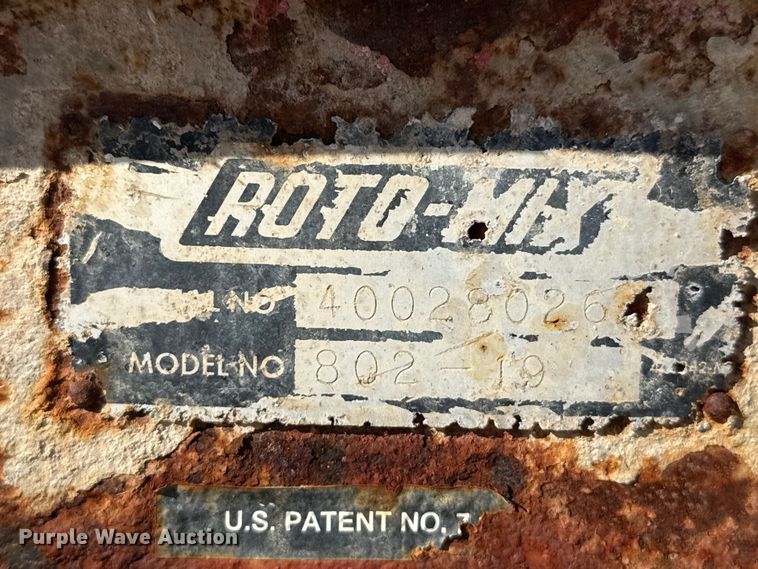 ROTO-MIX
L NO 40028026
MODEL NO 802-19
U.S. PATENT NO. 7
Purple Wave Auction